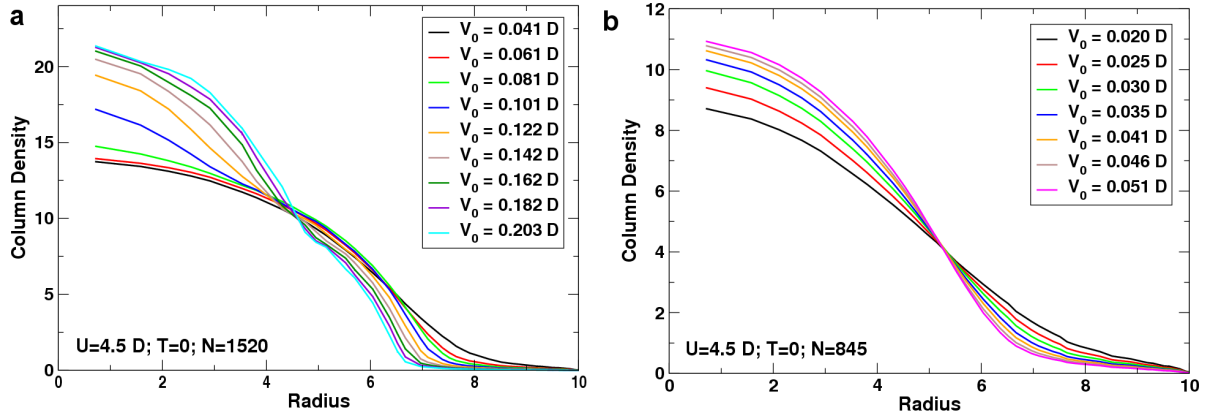 a
Column Density
20
15
10
5
0
V0 = 0.041 D
V0 = 0.061 D
V0 = 0.081 D
V0 = 0.101 D
V0 = 0.122 D
V0 = 0.142 D
V0 = 0.162 D
V0 = 0.182 D
V0 = 0.203 D
U=4.5 D; T=0; N=1520
0 2 4 6 8 10
Radius
b
Column Density
12
10
8
6
4
2
0
V0 = 0.020 D
V0 = 0.025 D
V0 = 0.030 D
V0 = 0.035 D
V0 = 0.041 D
V0 = 0.046 D
V0 = 0.051 D
U=4.5 D; T=0; N=845
0 2 4 6 8 10
Radius